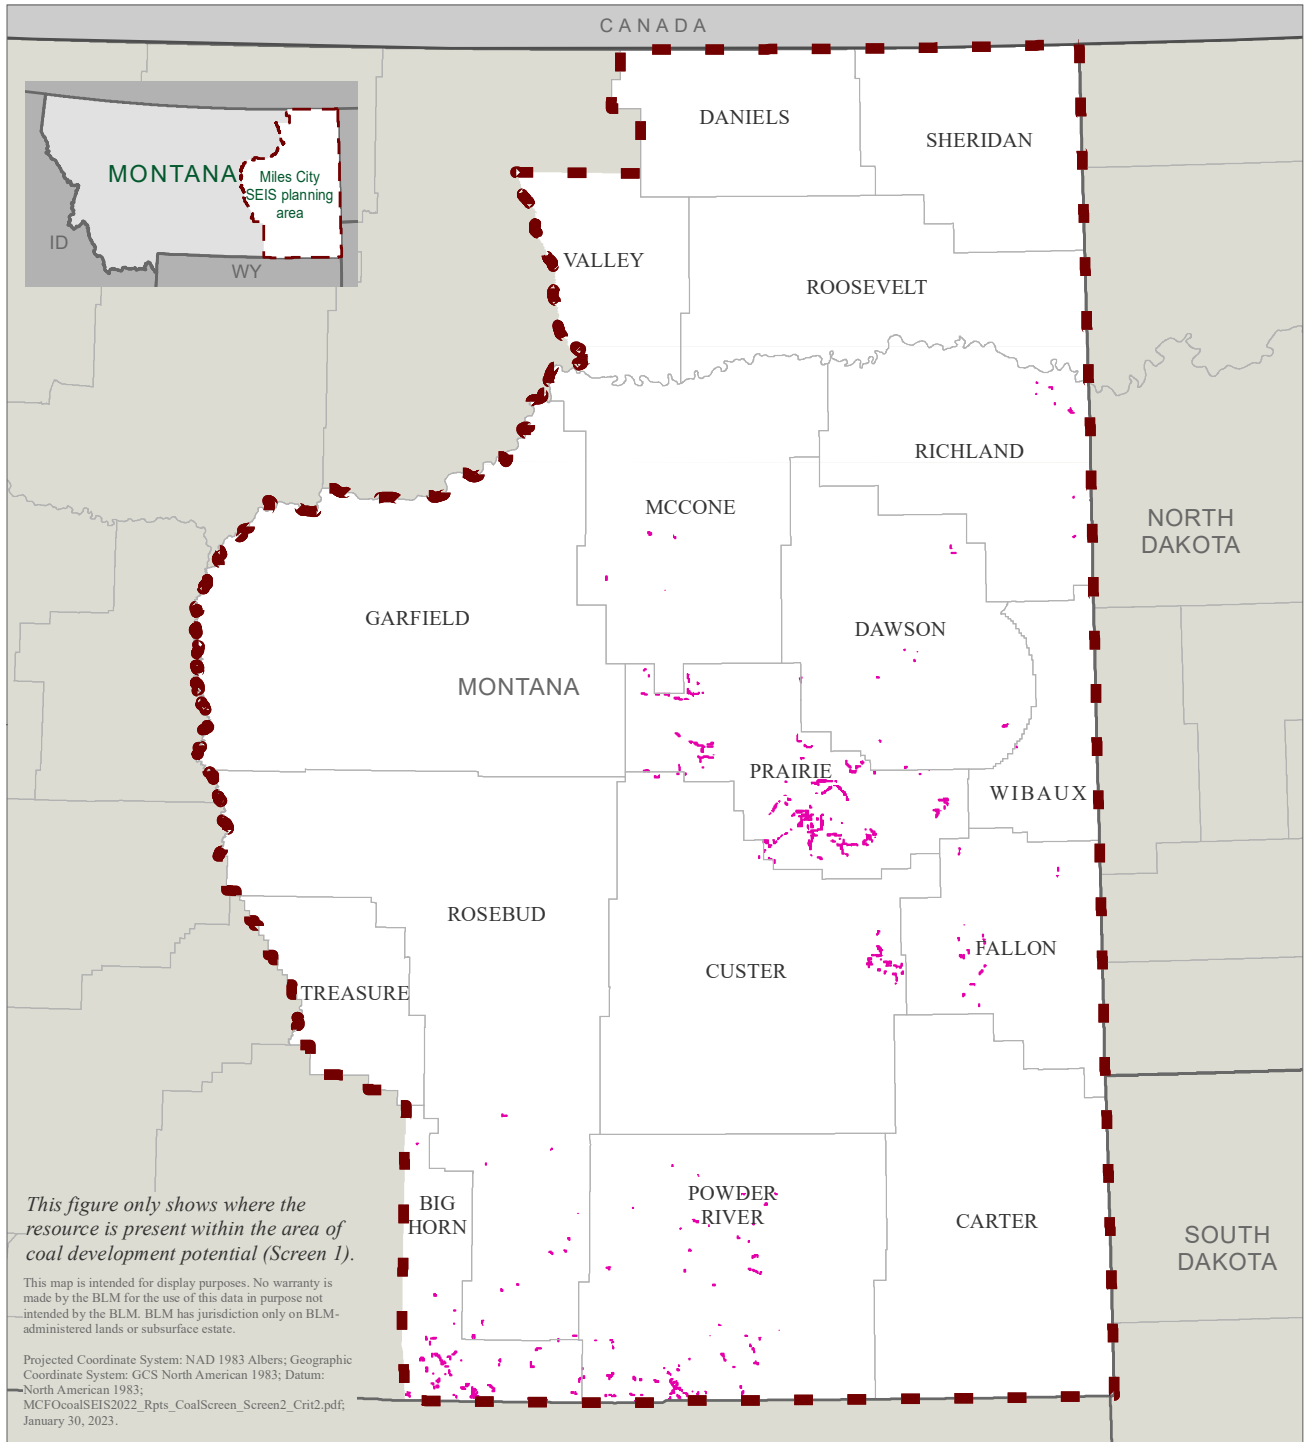 CANADA
DANIELS
SHERIDAN
MONTANA
Miles City
SEIS planning
area
ID
WY
VALLEY
ROOSEVELT
RICHLAND
MCCONE
NORTH
DAKOTA
GARFIELD
DAWSON
MONTANA
PRAIRIE
WIBAUX
ROSEBUD
FALLON
CUSTER
TREASURE
POWDER
RIVER
BIG
HORN
CARTER
SOUTH
DAKOTA
This figure only shows where the
resource is present within the area of
coal development potential (Screen 1).
This map is intended for display purposes. No warranty is
made by the BLM for the use of this data in purpose not
intended by the BLM. BLM has jurisdiction only on BLM-
administered lands or subsurface estate.
Projected Coordinate System: NAD 1983 Albers; Geographic
Coordinate System: GCS North American 1983; Datum:
North American 1983;
MCFOcoalSEIS2022_Rpts_CoalScreen_Screen2_Crit2.pdf;
January 30, 2023.